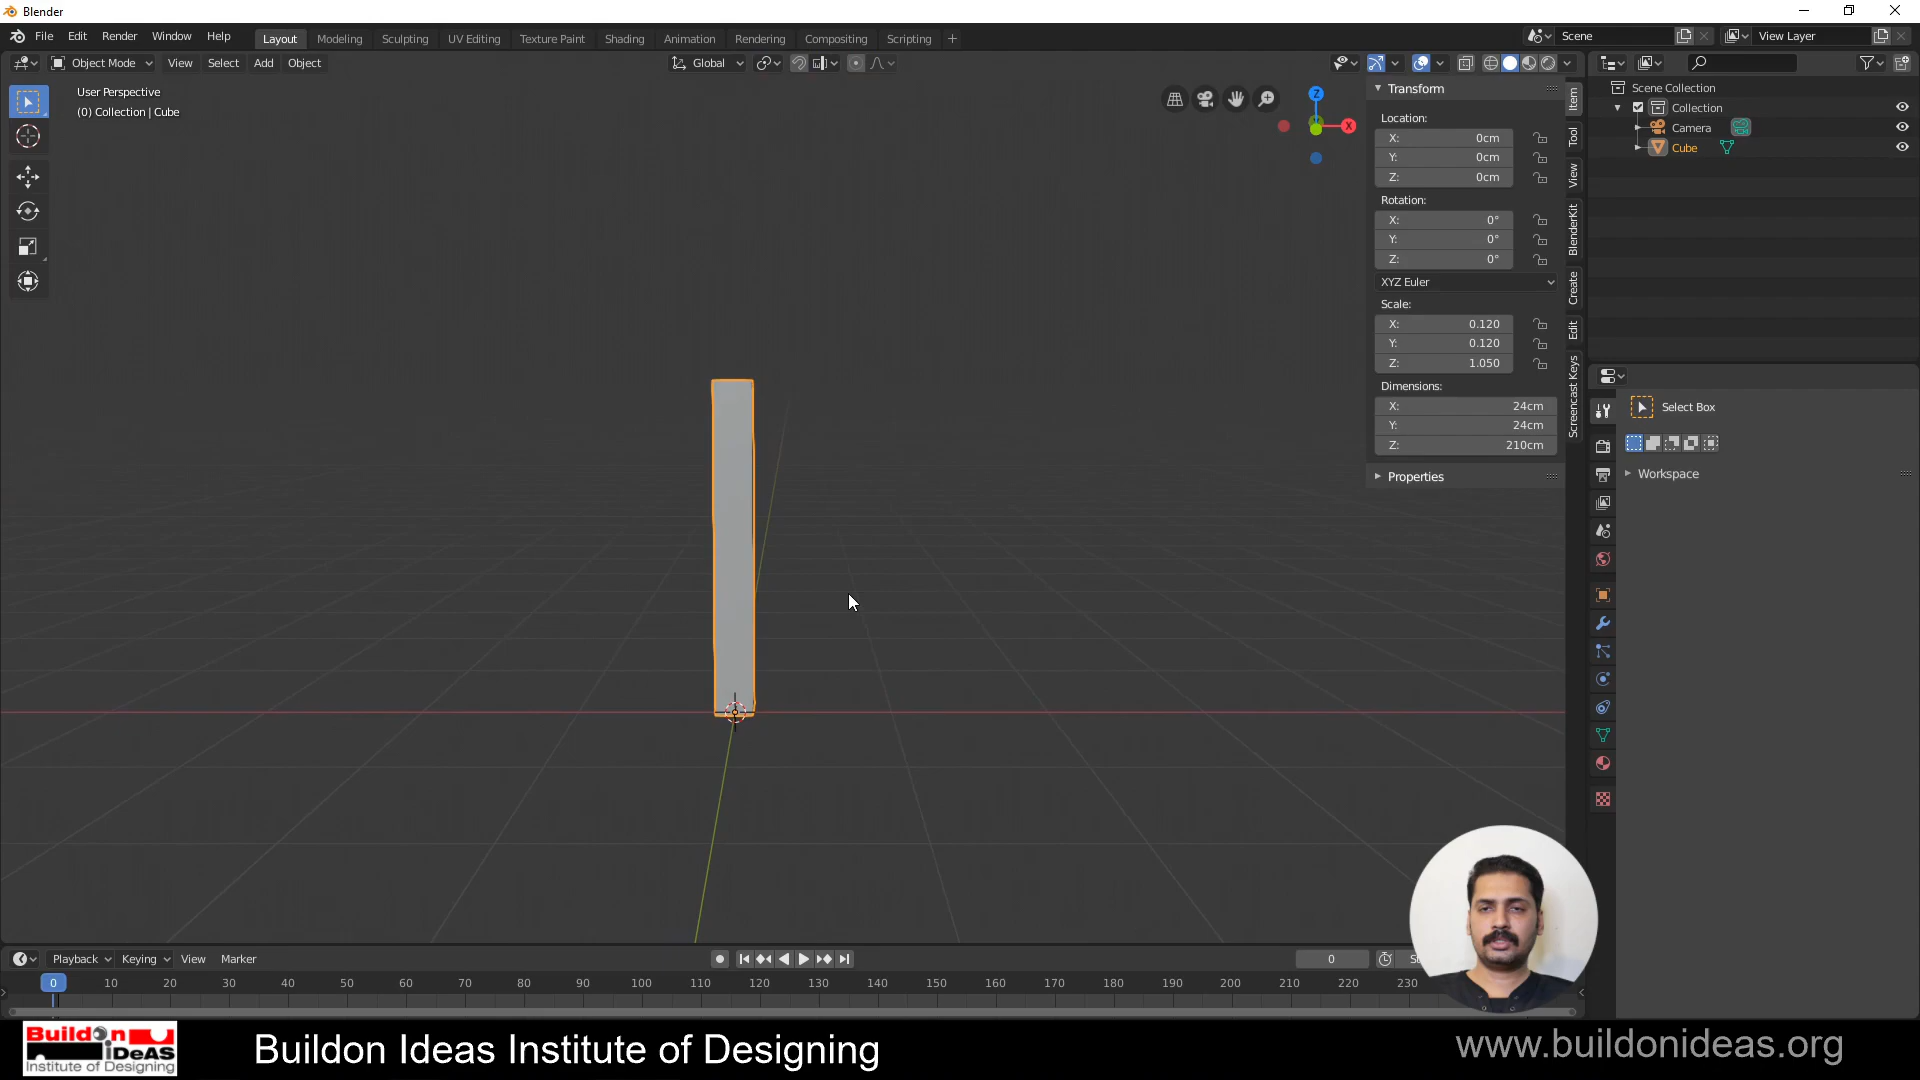 Blender
File Edit Render Window Help Layout Modeling Sculpting UV Editing Texture Paint Shading Animation Rendering Compositing Scripting + Scene View Layer
Object Mode View Select Add Object Global
User Perspective
(0) Collection | Cube
Z
X
Transform
Location:
X: 0cm
Y: 0cm
Z: 0cm
Rotation:
X: 0°
Y: 0°
Z: 0°
XYZ Euler
Scale:
X: 0.120
Y: 0.120
Z: 1.050
Dimensions:
X: 24cm
Y: 24cm
Z: 210cm
Properties
Item
Tool
View
BlenderKit
Create
Edit
Screencast Keys
Scene Collection
Collection
Camera
Cube
Select Box
Workspace
Playback Keying View Marker 0
0 10 20 30 40 50 60 70 80 90 100 110 120 130 140 150 160 170 180 190 200 210 220 230
Buildon
iDeAS
Institute of Designing
Buildon Ideas Institute of Designing
www.buildonideas.org